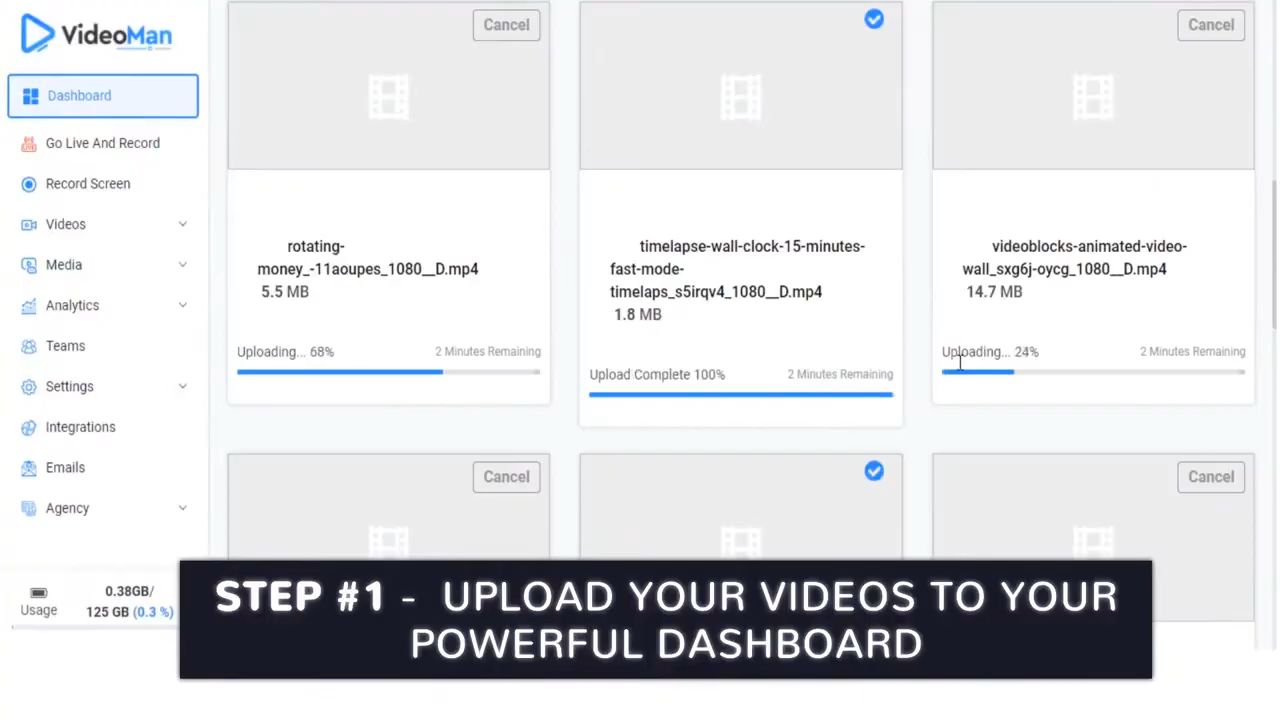 VideoMan
Dashboard
Go Live And Record
Record Screen
Videos
Media
Analytics
Teams
Settings
Integrations
Emails
Agency
Usage
0.38GB/
125 GB (0.3 %)
Cancel
rotating-
money_-11aoupes_1080__D.mp4
5.5 MB
Uploading... 68% 2 Minutes Remaining
timelapse-wall-clock-15-minutes-
fast-mode-
timelaps_s5irqv4_1080__D.mp4
1.8 MB
Upload Complete 100% 2 Minutes Remaining
Cancel
videoblocks-animated-video-
wall_sxg6j-oycg_1080__D.mp4
14.7 MB
Uploading... 24% 2 Minutes Remaining
Cancel
Cancel
STEP #1 - UPLOAD YOUR VIDEOS TO YOUR
POWERFUL DASHBOARD